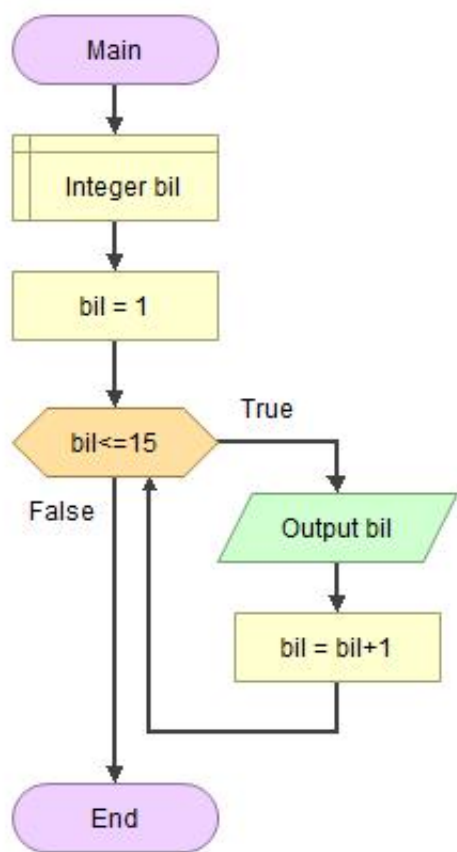 Main
Integer bil
bil = 1
bil<=15
True
False
Output bil
bil = bil+1
End